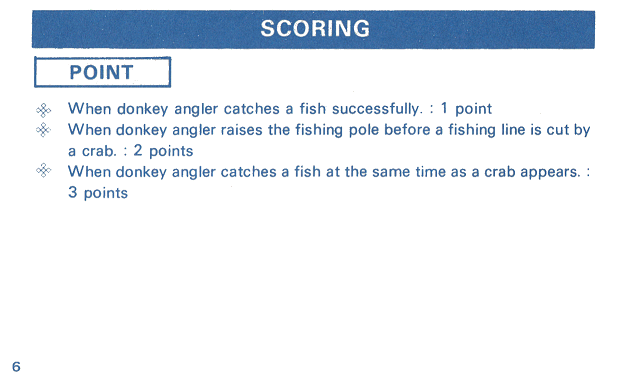 SCORING
POINT
When donkey angler catches a fish successfully. : 1 point
When donkey angler raises the fishing pole before a fishing line is cut by
a crab. : 2 points
When donkey angler catches a fish at the same time as a crab appears. :
3 points
6